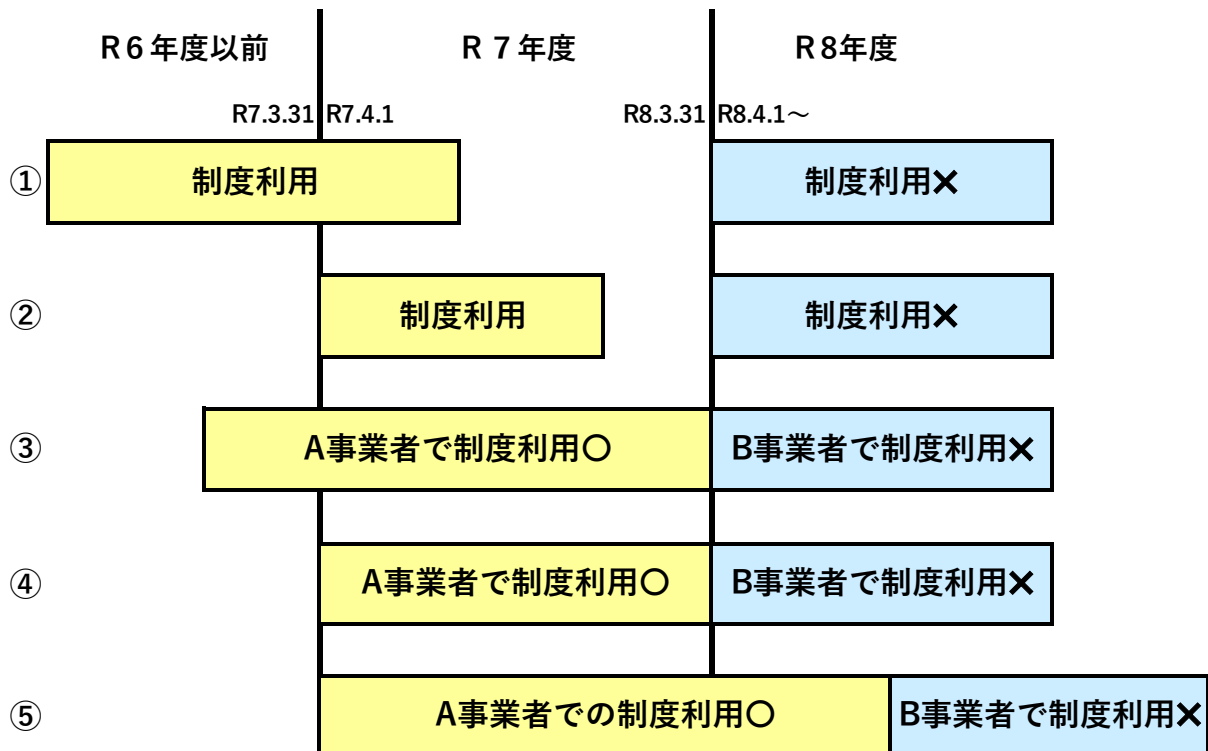 R６年度以前
R７年度
R8年度
R7.3.31
R7.4.1
R8.3.31
R8.4.1～
①
制度利用
制度利用✕
②
制度利用
制度利用✕
③
A事業者で制度利用〇
B事業者で制度利用✕
④
A事業者で制度利用〇
B事業者で制度利用✕
⑤
A事業者での制度利用〇
B事業者で制度利用✕